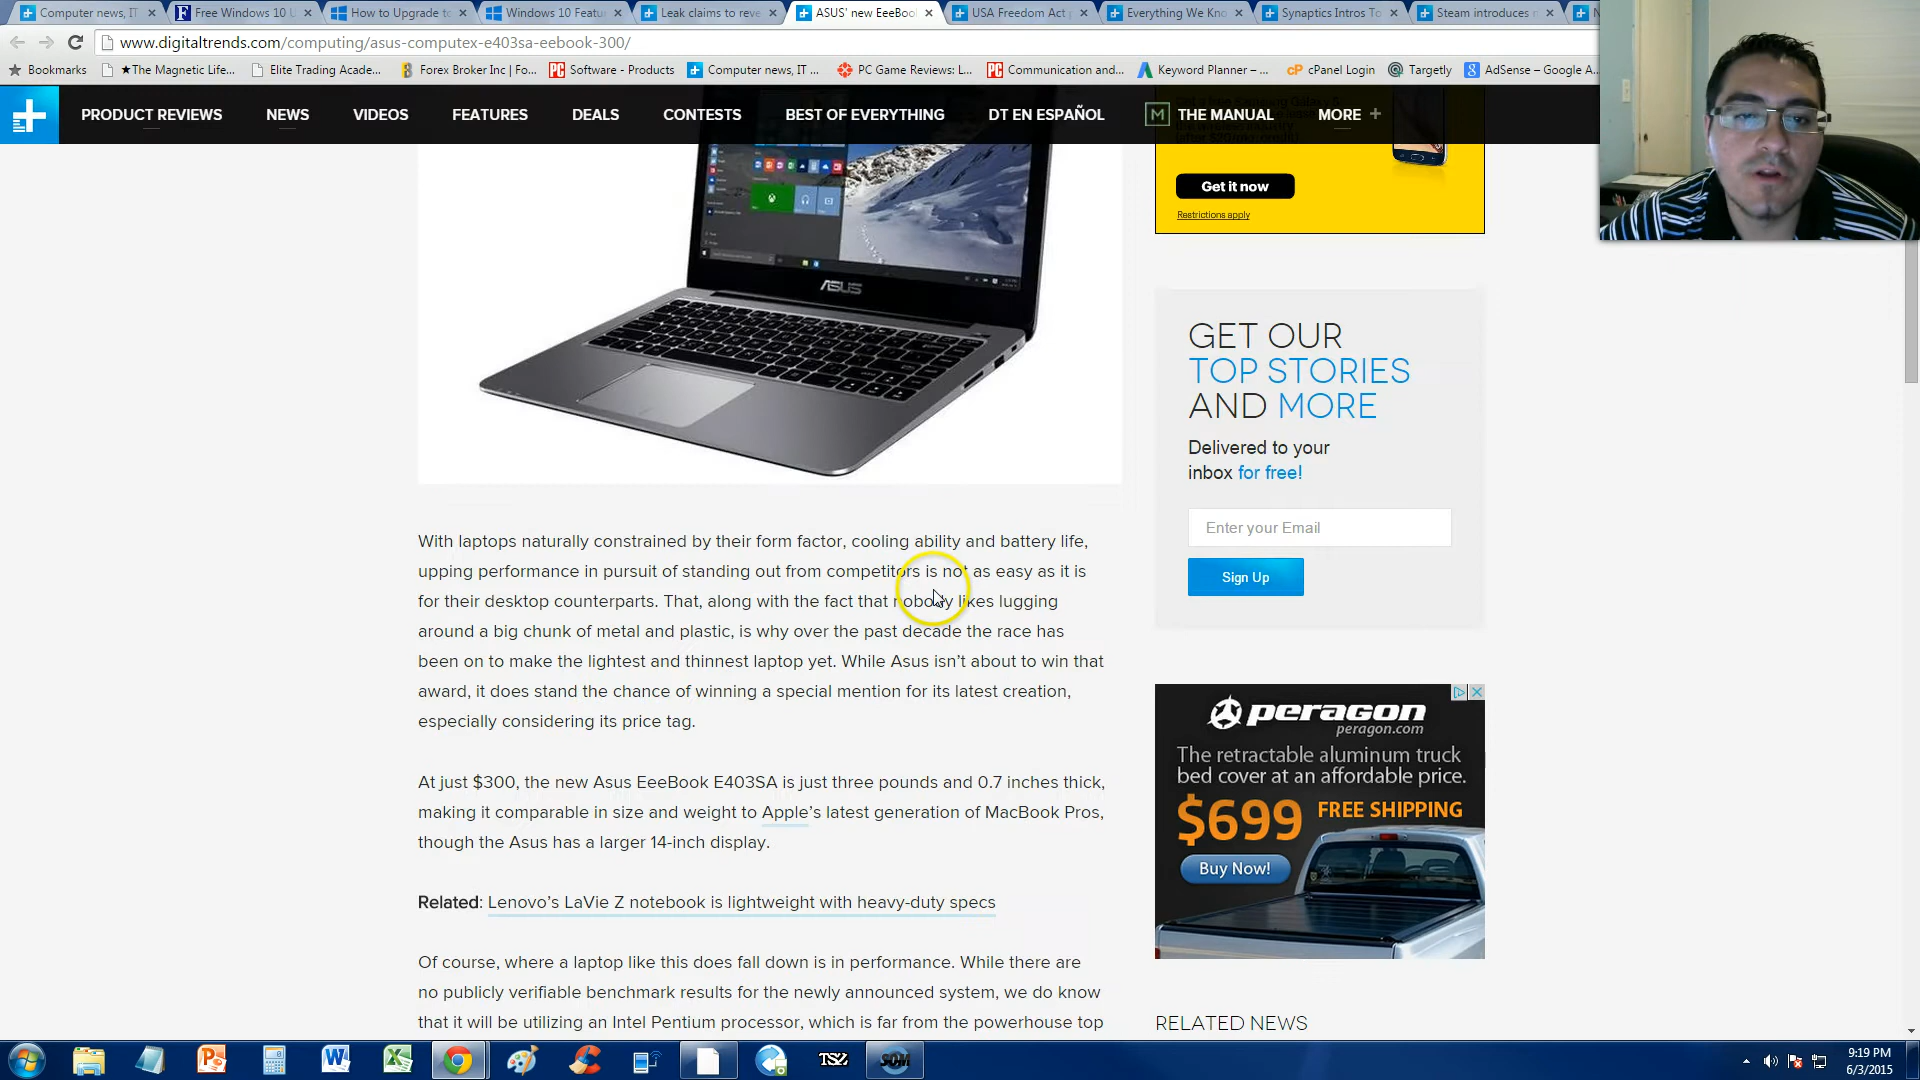 Computer news, IT
Free Windows 10 U
How to Upgrade to
Windows 10 Featu
Leak claims to reve
ASUS' new EeeBoo
USA Freedom Act
Everything We Kno
Synaptics Intros To
Steam introduces
www.digitaltrends.com/computing/asus-computex-e403sa-eebook-300/
Bookmarks
★The Magnetic Life...
Elite Trading Acade...
Forex Broker Inc | Fo...
Software - Products
Computer news, IT ...
PC Game Reviews: L...
Communication and...
Keyword Planner – ...
cPanel Login
Targetly
AdSense – Google A...
PRODUCT REVIEWS
NEWS
VIDEOS
FEATURES
DEALS
CONTESTS
BEST OF EVERYTHING
DT EN ESPAÑOL
M THE MANUAL
MORE +
Get it now
Restrictions apply
ASUS
GET OUR
TOP STORIES
AND MORE
Delivered to your
inbox for free!
Enter your Email
Sign Up
With laptops naturally constrained by their form factor, cooling ability and battery life,
upping performance in pursuit of standing out from competitors is not as easy as it is
for their desktop counterparts. That, along with the fact that nobody likes lugging
around a big chunk of metal and plastic, is why over the past decade the race has
been on to make the lightest and thinnest laptop yet. While Asus isn't about to win that
award, it does stand the chance of winning a special mention for its latest creation,
especially considering its price tag.
At just $300, the new Asus EeeBook E403SA is just three pounds and 0.7 inches thick,
making it comparable in size and weight to Apple's latest generation of MacBook Pros,
though the Asus has a larger 14-inch display.
Related: Lenovo's LaVie Z notebook is lightweight with heavy-duty specs
Of course, where a laptop like this does fall down is in performance. While there are
no publicly verifiable benchmark results for the newly announced system, we do know
that it will be utilizing an Intel Pentium processor, which is far from the powerhouse top
peragon
peragon.com
The retractable aluminum truck
bed cover at an affordable price.
$699 FREE SHIPPING
Buy Now!
RELATED NEWS
TS2
SOM
9:19 PM
6/3/2015